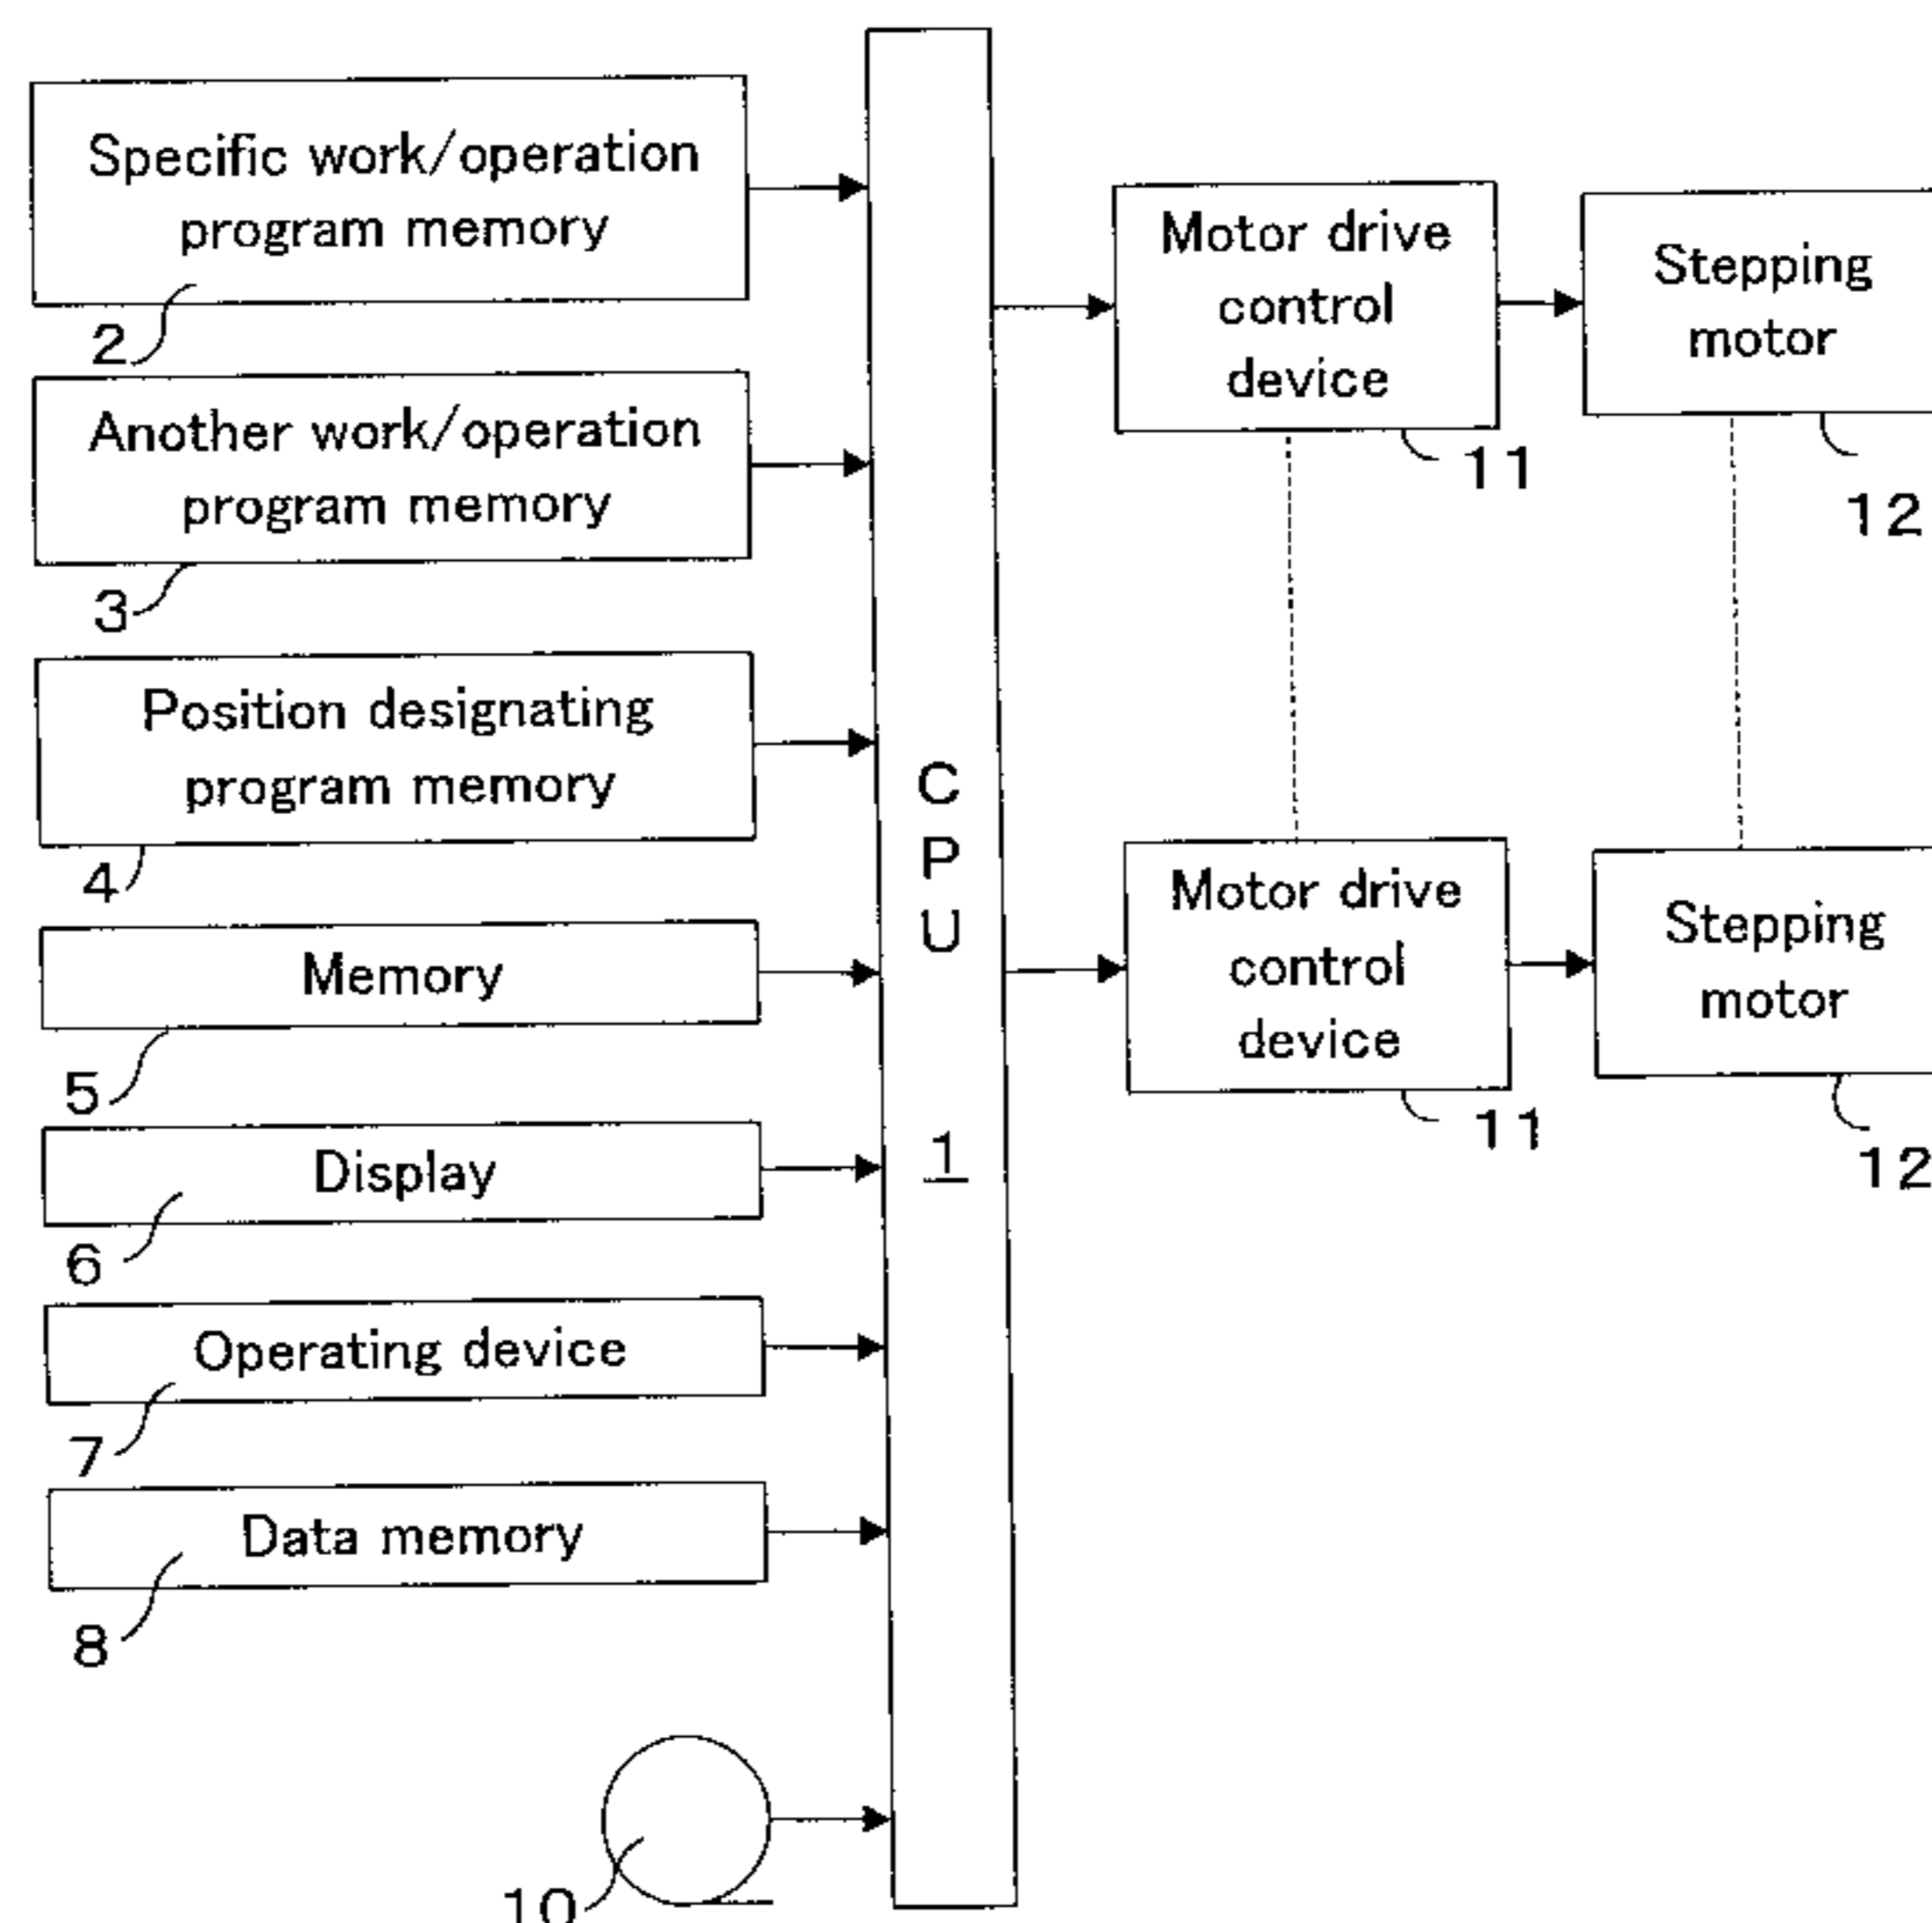 Specific work/operation
program memory
2
Another work/operation
program memory
3
Position designating
program memory
4
Memory
5
Display
6
Operating device
7
Data memory
8
10
C
P
U
1
Motor drive
control
device
11
Stepping
motor
12
Motor drive
control
device
11
Stepping
motor
12